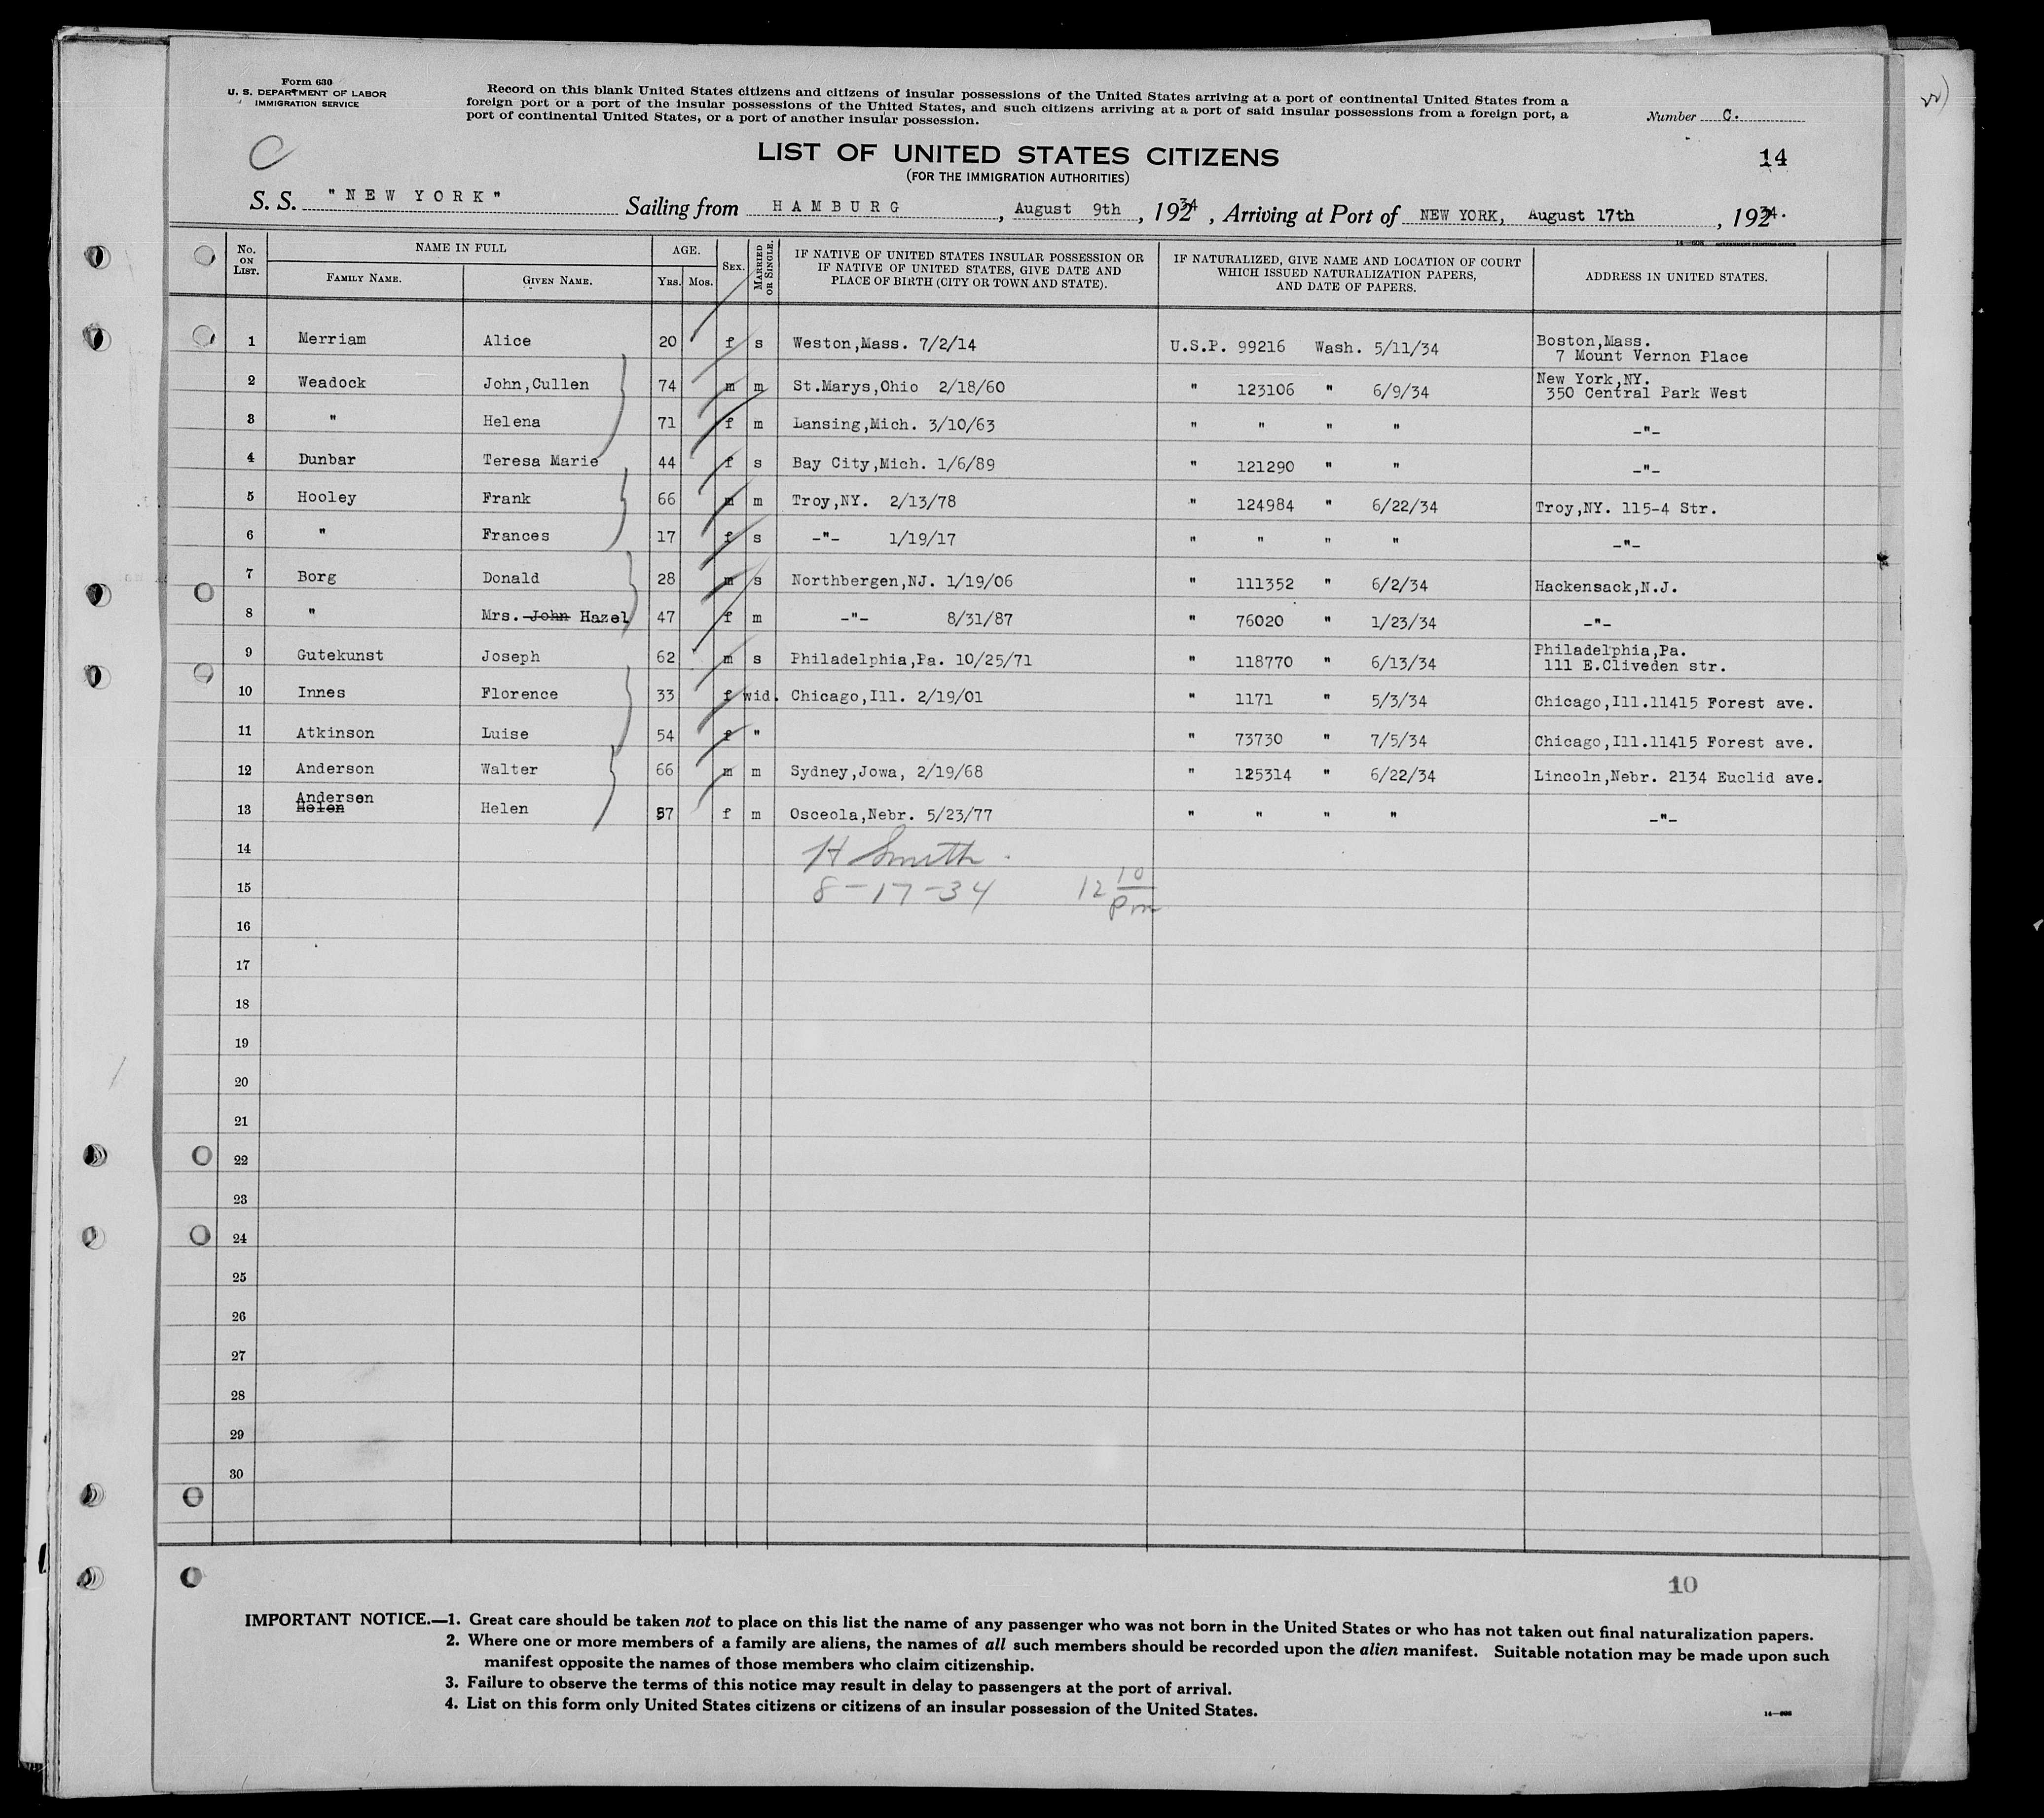 Form 630
U. S. DEPARTMENT OF LABOR
IMMIGRATION SERVICE
Record on this blank United States citizens and citizens of insular possessions of the United States arriving at a port of continental United States from a
foreign port or a port of the insular possessions of the United States, and such citizens arriving at a port of said insular possessions from a foreign port, a
port of continental United States, or a port of another insular possession.
Number C.
C
LIST OF UNITED STATES CITIZENS
14
(FOR THE IMMIGRATION AUTHORITIES)
S. S. "NEW YORK" Sailing from HAMBURG, August 9th, 1934, Arriving at Port of NEW YORK, August 17th, 1934.
No. ON LIST. NAME IN FULL AGE. SEX. MARRIED OR SINGLE. IF NATIVE OF UNITED STATES INSULAR POSSESSION OR IF NATIVE OF UNITED STATES, GIVE DATE AND PLACE OF BIRTH (CITY OR TOWN AND STATE). IF NATURALIZED, GIVE NAME AND LOCATION OF COURT WHICH ISSUED NATURALIZATION PAPERS, AND DATE OF PAPERS. ADDRESS IN UNITED STATES.
FAMILY NAME. GIVEN NAME. YRS. MOS.
1 Merriam Alice 20 f s Weston,Mass. 7/2/14 U.S.P. 99216 Wash. 5/11/34 Boston,Mass. 7 Mount Vernon Place
2 Weadock John,Cullen 74 m m St.Marys,Ohio 2/18/60 " 123106 " 6/9/34 New York,NY. 350 Central Park West
3 " Helena 71 f m Lansing,Mich. 3/10/63 " " " " -"-
4 Dunbar Teresa Marie 44 f s Bay City,Mich. 1/6/89 " 121290 " " -"-
5 Hooley Frank 66 m m Troy,NY. 2/13/78 " 124984 " 6/22/34 Troy,NY. 115-4 Str.
6 " Frances 17 f s -"- 1/19/17 " " " " -"-
7 Borg Donald 28 m s Northbergen,NJ. 1/19/06 " 111352 " 6/2/34 Hackensack,N.J.
8 " Mrs. John Hazel 47 f m -"- 8/31/87 " 76020 " 1/23/34 -"-
9 Gutekunst Joseph 62 m s Philadelphia,Pa. 10/25/71 " 118770 " 6/13/34 Philadelphia,Pa. 111 E.Cliveden str.
10 Innes Florence 33 f wid. Chicago,Ill. 2/19/01 " 1171 " 5/3/34 Chicago,Ill.11415 Forest ave.
11 Atkinson Luise 54 f " " 73730 " 7/5/34 Chicago,Ill.11415 Forest ave.
12 Anderson Walter 66 m m Sydney,Jowa, 2/19/68 " 125314 " 6/22/34 Lincoln,Nebr. 2134 Euclid ave.
13 Anderson Helen Helen 57 f m Osceola,Nebr. 5/23/77 " " " " -"-
14 H Smith.
15 8-17-34 12 10 pm
16
17
18
19
20
21
22
23
24
25
26
27
28
29
30
10
IMPORTANT NOTICE.—1. Great care should be taken not to place on this list the name of any passenger who was not born in the United States or who has not taken out final naturalization papers.
2. Where one or more members of a family are aliens, the names of all such members should be recorded upon the alien manifest. Suitable notation may be made upon such
manifest opposite the names of those members who claim citizenship.
3. Failure to observe the terms of this notice may result in delay to passengers at the port of arrival.
4. List on this form only United States citizens or citizens of an insular possession of the United States.